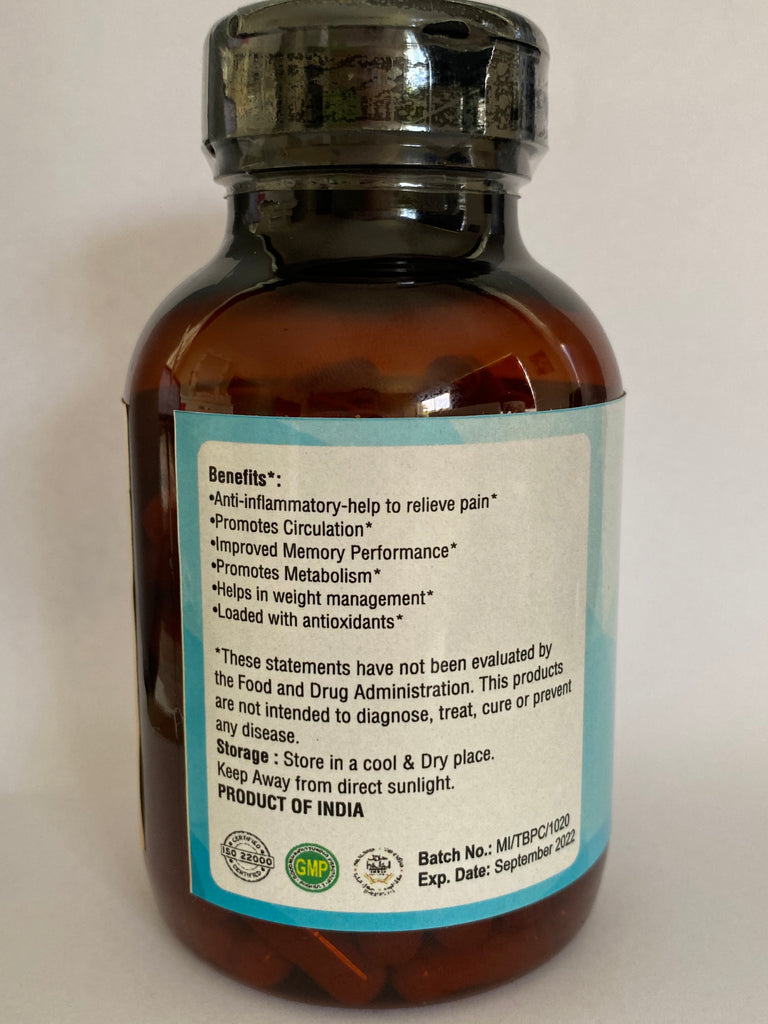 Benefits*:
•Anti-inflammatory-help to relieve pain*
•Promotes Circulation*
•Improved Memory Performance*
•Promotes Metabolism*
•Helps in weight management*
•Loaded with antioxidants*
*These statements have not been evaluated by
the Food and Drug Administration. This products
are not intended to diagnose, treat, cure or prevent
any disease.
Storage : Store in a cool & Dry place.
Keep Away from direct sunlight.
PRODUCT OF INDIA
CERTIFIED
ISO 22000
CERTIFIED
GMP
Batch No.: MI/TBPC/1020
Exp. Date: September 2022